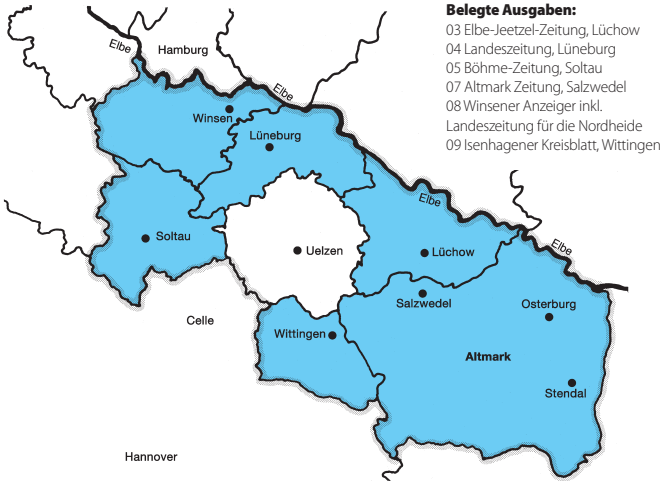 Belegte Ausgaben:
03 Elbe-Jeetzel-Zeitung, Lüchow
04 Landeszeitung, Lüneburg
05 Böhme-Zeitung, Soltau
07 Altmark Zeitung, Salzwedel
08 Winsener Anzeiger inkl.
Landeszeitung für die Nordheide
09 Isenhagener Kreisblatt, Wittingen
Elbe
Hamburg
Elbe
Winsen
Lüneburg
Elbe
Elbe
Soltau
Uelzen
Lüchow
Salzwedel
Osterburg
Celle
Wittingen
Altmark
Stendal
Hannover